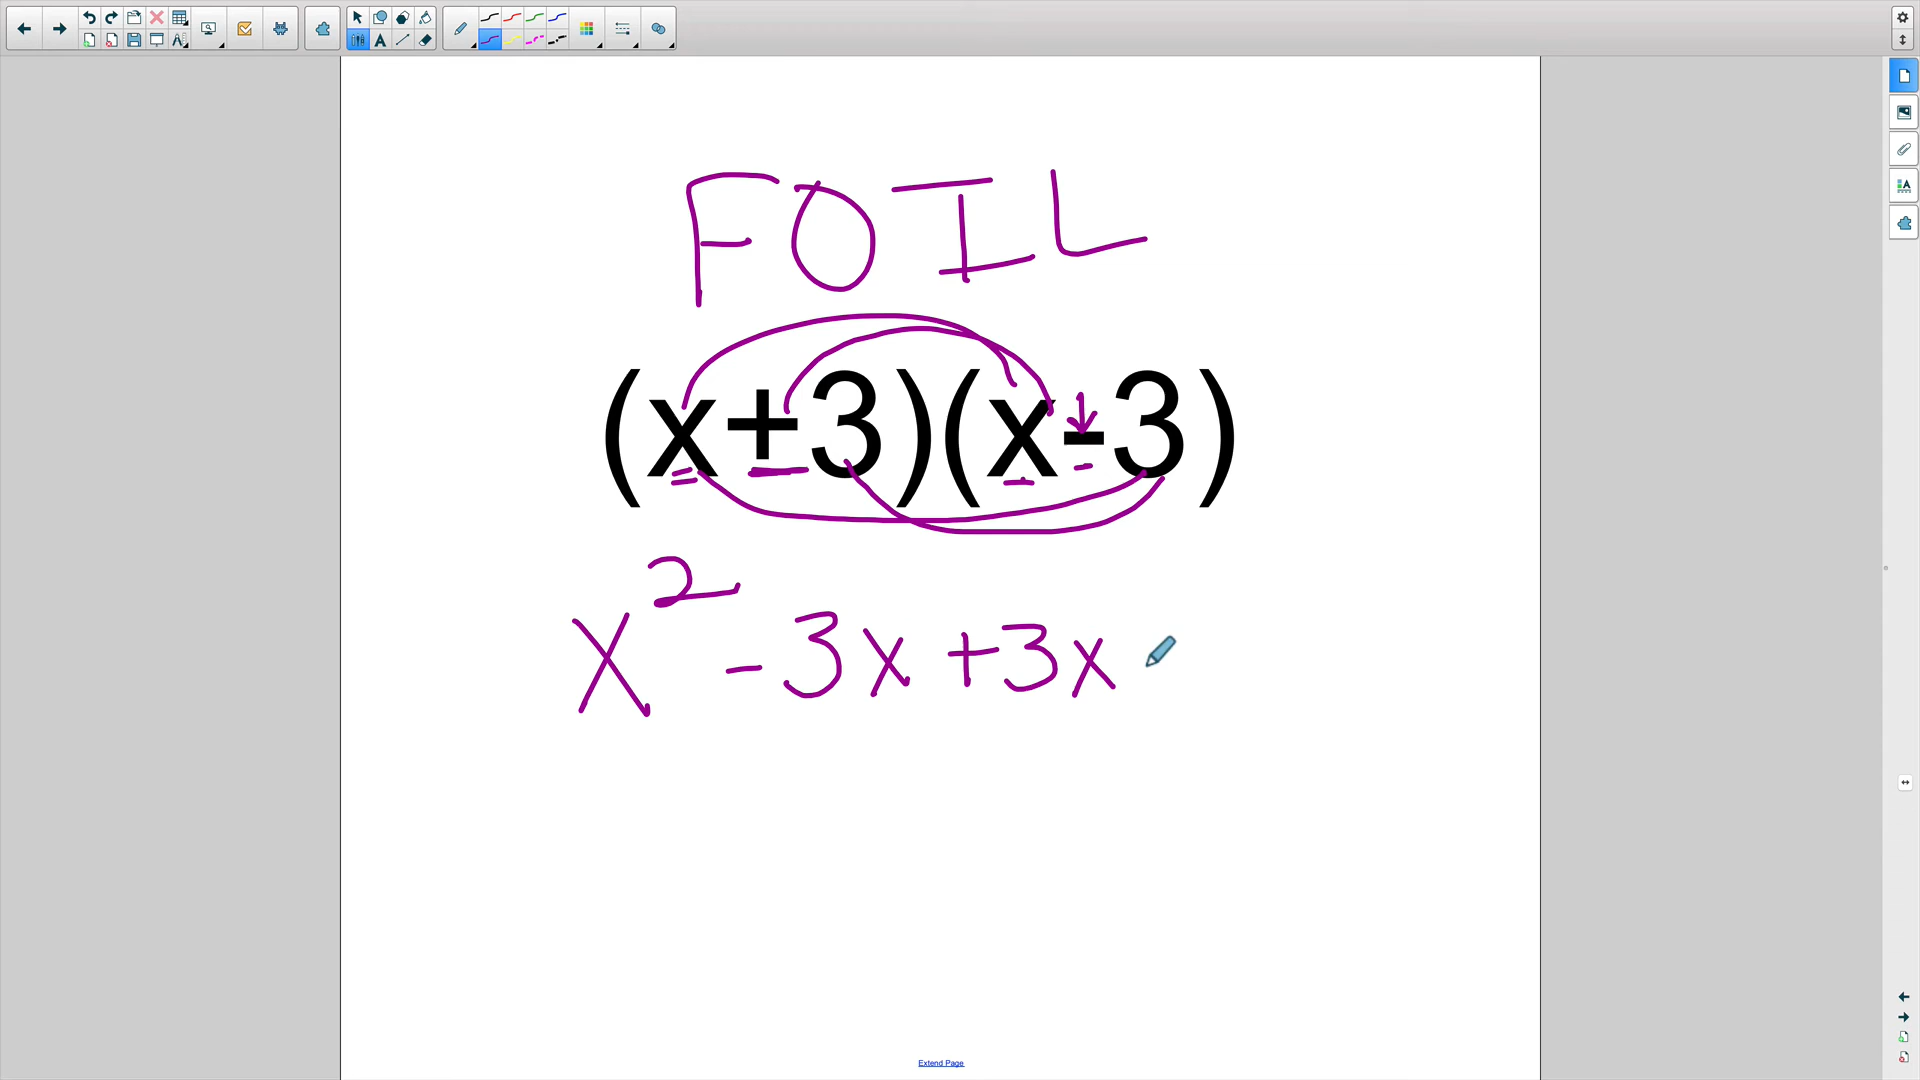 FOIL
(x+3)(x-3)
x² - 3x + 3x
Extend Page